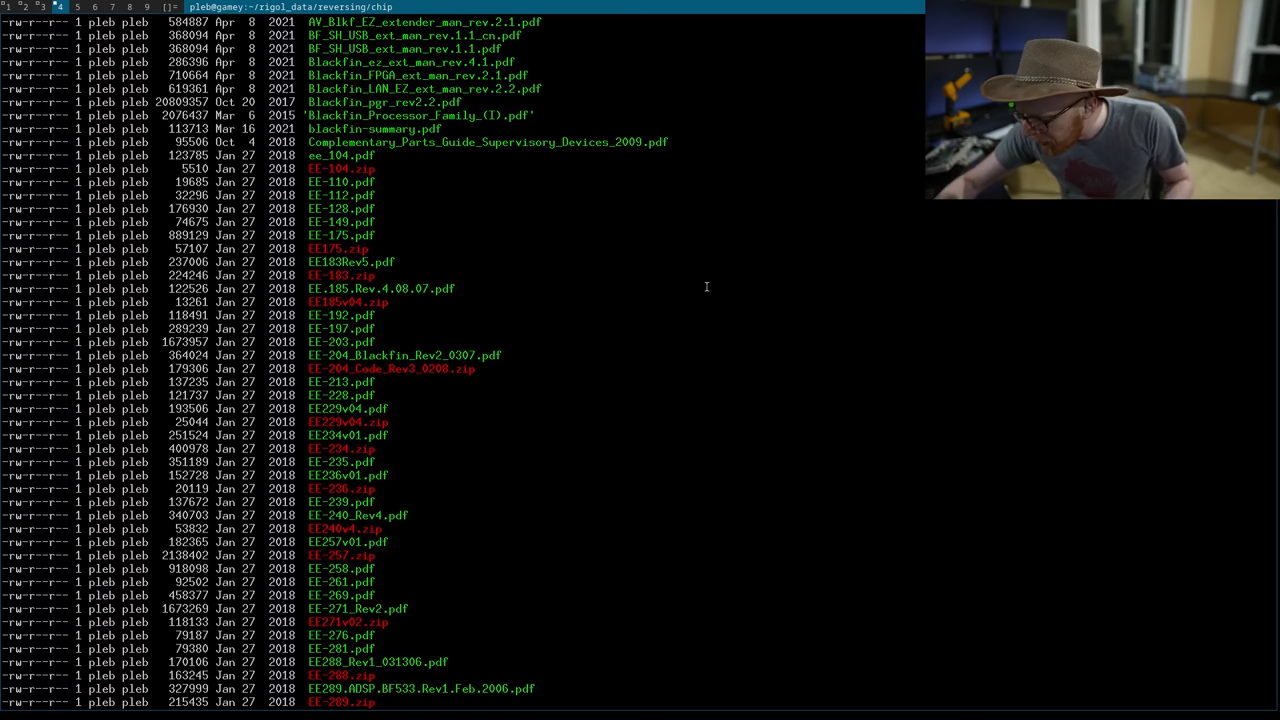 1 2 3 4 5 6 7 8 9 []= pleb@gamey:~/rigol_data/reversing/chip
-rw-r--r-- 1 pleb pleb 584887 Apr 8 2021 AV_Blkf_EZ_extender_man_rev.2.1.pdf
-rw-r--r-- 1 pleb pleb 368094 Apr 8 2021 BF_SH_USB_ext_man_rev.1.1_cn.pdf
-rw-r--r-- 1 pleb pleb 368094 Apr 8 2021 BF_SH_USB_ext_man_rev.1.1.pdf
-rw-r--r-- 1 pleb pleb 286396 Apr 8 2021 Blackfin_ez_ext_man_rev.4.1.pdf
-rw-r--r-- 1 pleb pleb 710664 Apr 8 2021 Blackfin_FPGA_ext_man_rev.2.1.pdf
-rw-r--r-- 1 pleb pleb 619361 Apr 8 2021 Blackfin_LAN_EZ_ext_man_rev.2.2.pdf
-rw-r--r-- 1 pleb pleb 20809357 Oct 20 2017 Blackfin_pgr_rev2.2.pdf
-rw-r--r-- 1 pleb pleb 2076437 Mar 6 2015 'Blackfin_Processor_Family_(I).pdf'
-rw-r--r-- 1 pleb pleb 113713 Mar 16 2021 blackfin-summary.pdf
-rw-r--r-- 1 pleb pleb 95506 Oct 4 2018 Complementary_Parts_Guide_Supervisory_Devices_2009.pdf
-rw-r--r-- 1 pleb pleb 123785 Jan 27 2018 ee_104.pdf
-rw-r--r-- 1 pleb pleb 5510 Jan 27 2018 EE-104.zip
-rw-r--r-- 1 pleb pleb 19685 Jan 27 2018 EE-110.pdf
-rw-r--r-- 1 pleb pleb 32296 Jan 27 2018 EE-112.pdf
-rw-r--r-- 1 pleb pleb 176930 Jan 27 2018 EE-128.pdf
-rw-r--r-- 1 pleb pleb 74675 Jan 27 2018 EE-149.pdf
-rw-r--r-- 1 pleb pleb 889129 Jan 27 2018 EE-175.pdf
-rw-r--r-- 1 pleb pleb 57107 Jan 27 2018 EE175.zip
-rw-r--r-- 1 pleb pleb 237006 Jan 27 2018 EE183Rev5.pdf
-rw-r--r-- 1 pleb pleb 224246 Jan 27 2018 EE-183.zip
-rw-r--r-- 1 pleb pleb 122526 Jan 27 2018 EE.185.Rev.4.08.07.pdf
-rw-r--r-- 1 pleb pleb 13261 Jan 27 2018 EE185v04.zip
-rw-r--r-- 1 pleb pleb 118491 Jan 27 2018 EE-192.pdf
-rw-r--r-- 1 pleb pleb 289239 Jan 27 2018 EE-197.pdf
-rw-r--r-- 1 pleb pleb 1673957 Jan 27 2018 EE-203.pdf
-rw-r--r-- 1 pleb pleb 364024 Jan 27 2018 EE-204_Blackfin_Rev2_0307.pdf
-rw-r--r-- 1 pleb pleb 179306 Jan 27 2018 EE-204_Code_Rev3_0208.zip
-rw-r--r-- 1 pleb pleb 137235 Jan 27 2018 EE-213.pdf
-rw-r--r-- 1 pleb pleb 121737 Jan 27 2018 EE-228.pdf
-rw-r--r-- 1 pleb pleb 193506 Jan 27 2018 EE229v04.pdf
-rw-r--r-- 1 pleb pleb 25044 Jan 27 2018 EE229v04.zip
-rw-r--r-- 1 pleb pleb 251524 Jan 27 2018 EE234v01.pdf
-rw-r--r-- 1 pleb pleb 400978 Jan 27 2018 EE-234.zip
-rw-r--r-- 1 pleb pleb 351189 Jan 27 2018 EE-235.pdf
-rw-r--r-- 1 pleb pleb 152728 Jan 27 2018 EE236v01.pdf
-rw-r--r-- 1 pleb pleb 20119 Jan 27 2018 EE-236.zip
-rw-r--r-- 1 pleb pleb 137672 Jan 27 2018 EE-239.pdf
-rw-r--r-- 1 pleb pleb 340703 Jan 27 2018 EE-240_Rev4.pdf
-rw-r--r-- 1 pleb pleb 53832 Jan 27 2018 EE240v4.zip
-rw-r--r-- 1 pleb pleb 182365 Jan 27 2018 EE257v01.pdf
-rw-r--r-- 1 pleb pleb 2138402 Jan 27 2018 EE-257.zip
-rw-r--r-- 1 pleb pleb 918098 Jan 27 2018 EE-258.pdf
-rw-r--r-- 1 pleb pleb 92502 Jan 27 2018 EE-261.pdf
-rw-r--r-- 1 pleb pleb 458377 Jan 27 2018 EE-269.pdf
-rw-r--r-- 1 pleb pleb 1673269 Jan 27 2018 EE-271_Rev2.pdf
-rw-r--r-- 1 pleb pleb 118133 Jan 27 2018 EE271v02.zip
-rw-r--r-- 1 pleb pleb 79187 Jan 27 2018 EE-276.pdf
-rw-r--r-- 1 pleb pleb 79380 Jan 27 2018 EE-281.pdf
-rw-r--r-- 1 pleb pleb 170106 Jan 27 2018 EE288_Rev1_031306.pdf
-rw-r--r-- 1 pleb pleb 163245 Jan 27 2018 EE-288.zip
-rw-r--r-- 1 pleb pleb 327999 Jan 27 2018 EE289.ADSP.BF533.Rev1.Feb.2006.pdf
-rw-r--r-- 1 pleb pleb 215435 Jan 27 2018 EE-289.zip